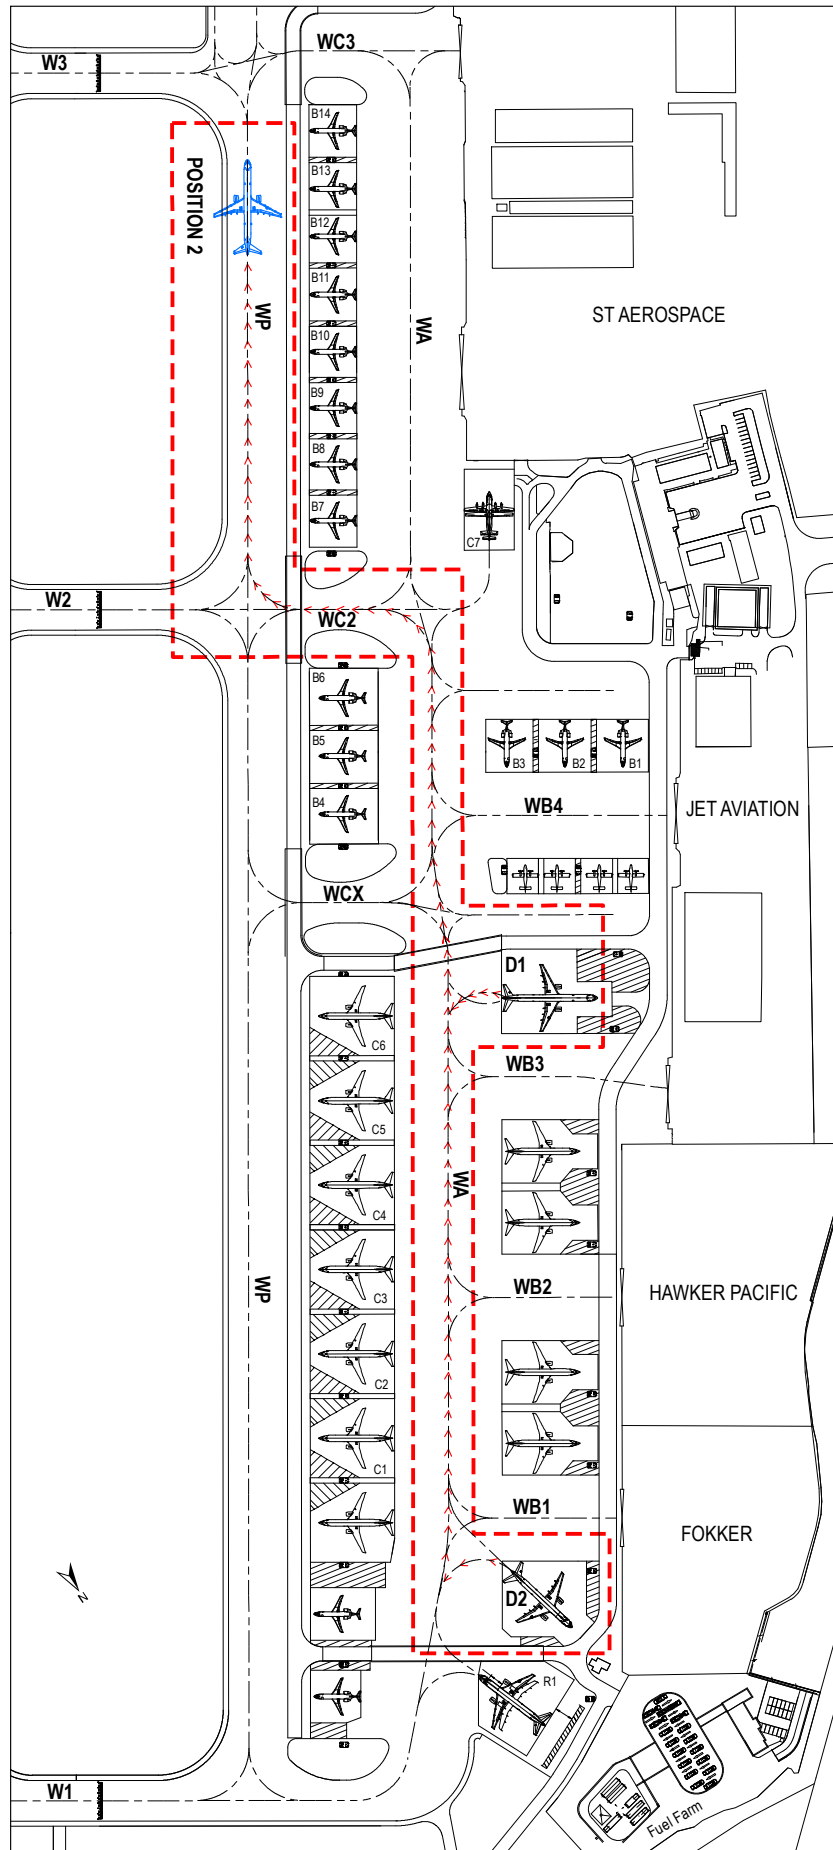 WC3
W3
B14
B13
POSITION 2
B12
B11
WP
WA
ST AEROSPACE
B10
B9
B8
B7
C7
W2
WC2
B6
B3
B2
B1
B5
B4
WB4
JET AVIATION
WCX
D1
C6
WB3
C5
WA
C4
WP
C3
WB2
HAWKER PACIFIC
C2
C1
WB1
FOKKER
D2
N
R1
W1
Fuel Farm